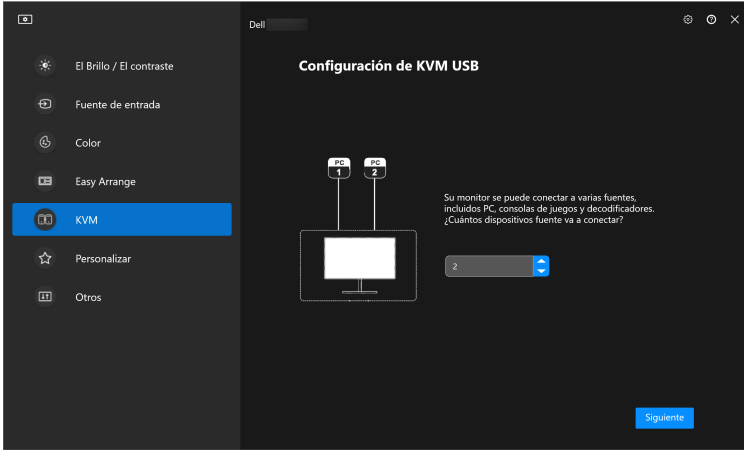 Dell
El Brillo / El contraste
Fuente de entrada
Color
Easy Arrange
KVM
Personalizar
Otros
Configuración de KVM USB
PC 1
PC 2
Su monitor se puede conectar a varias fuentes,
incluidos PC, consolas de juegos y decodificadores.
¿Cuántos dispositivos fuente va a conectar?
2
Siguiente